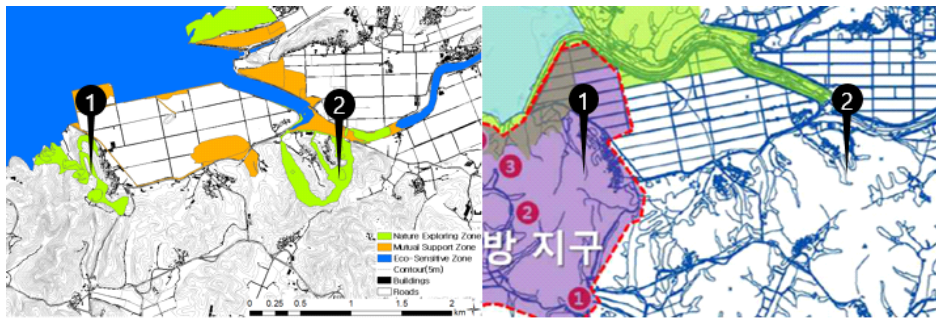 1
2
Nature Exploring Zone
Mutual Support Zone
Eco-Sensitive Zone
Contour(5m)
Buildings
Roads
0 0.25 0.5 1 1.5 2
km
1
2
3
2
방 지구
1